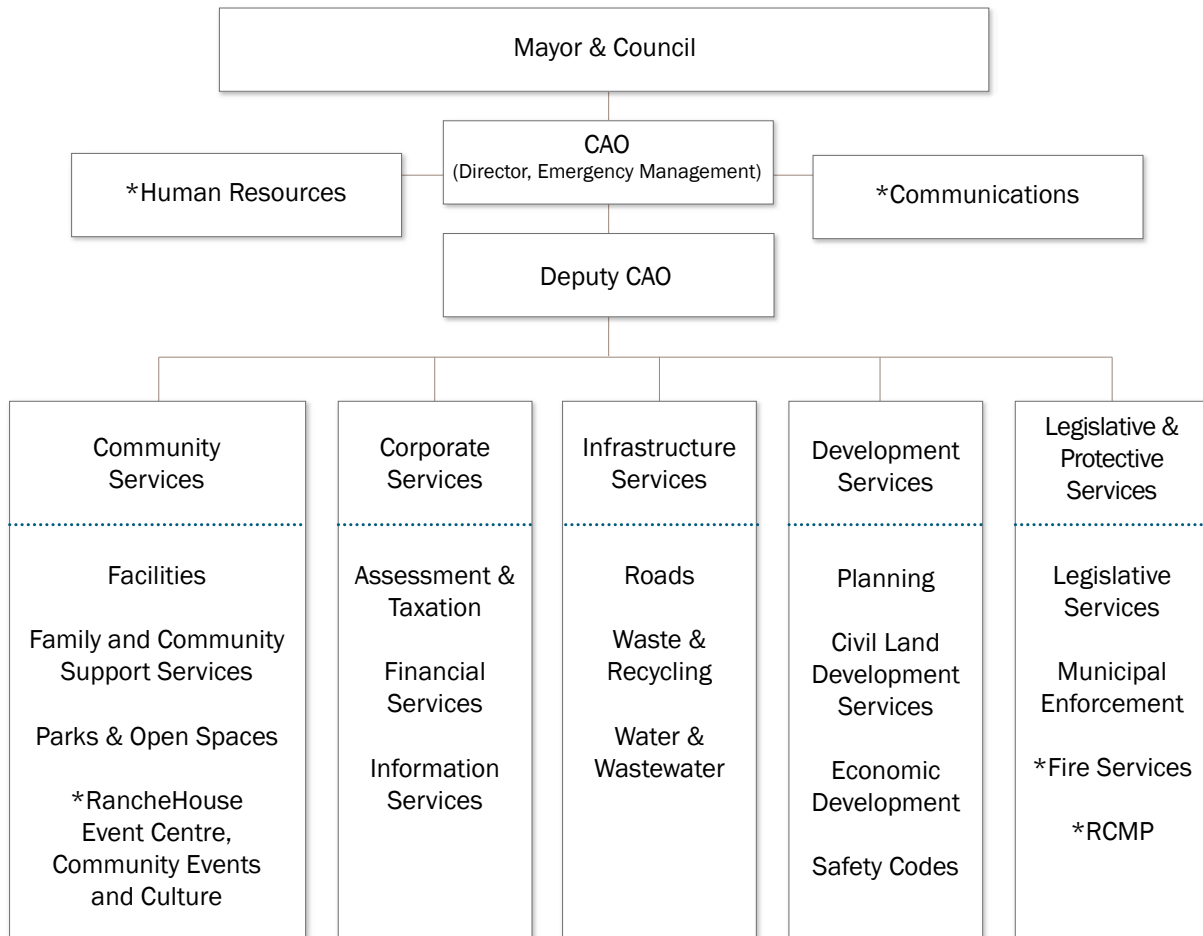 Mayor & Council
CAO
(Director, Emergency Management)
*Human Resources
*Communications
Deputy CAO
Community
Services
Facilities
Family and Community
Support Services
Parks & Open Spaces
*RancheHouse
Event Centre,
Community Events
and Culture
Corporate
Services
Assessment &
Taxation
Financial
Services
Information
Services
Infrastructure
Services
Roads
Waste &
Recycling
Water &
Wastewater
Development
Services
Planning
Civil Land
Development
Services
Economic
Development
Safety Codes
Legislative &
Protective
Services
Legislative
Services
Municipal
Enforcement
*Fire Services
*RCMP